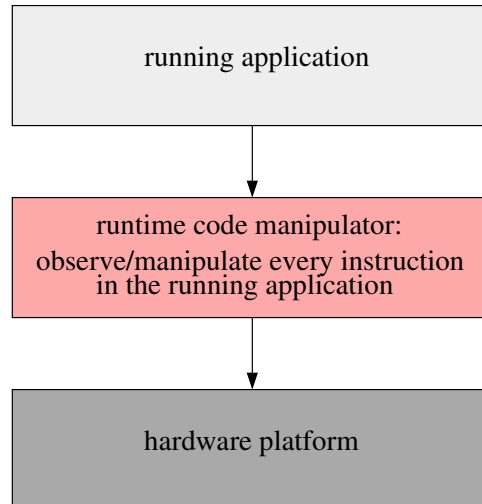 running application
runtime code manipulator:
observe/manipulate every instruction
in the running application
hardware platform